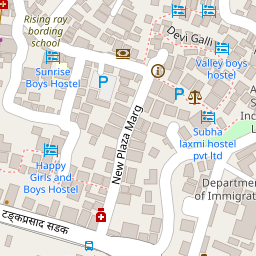 Rising ray
bording
school
Devi Galli
Sunrise
Boys Hostel
Valley boys
hostel
P
P
New Plaza Marg
Subha
laxmi hostel
pvt ltd
Happy
Girls and
Boys Hostel
Department
of Immigrat
टङ्कप्रसाद सडक